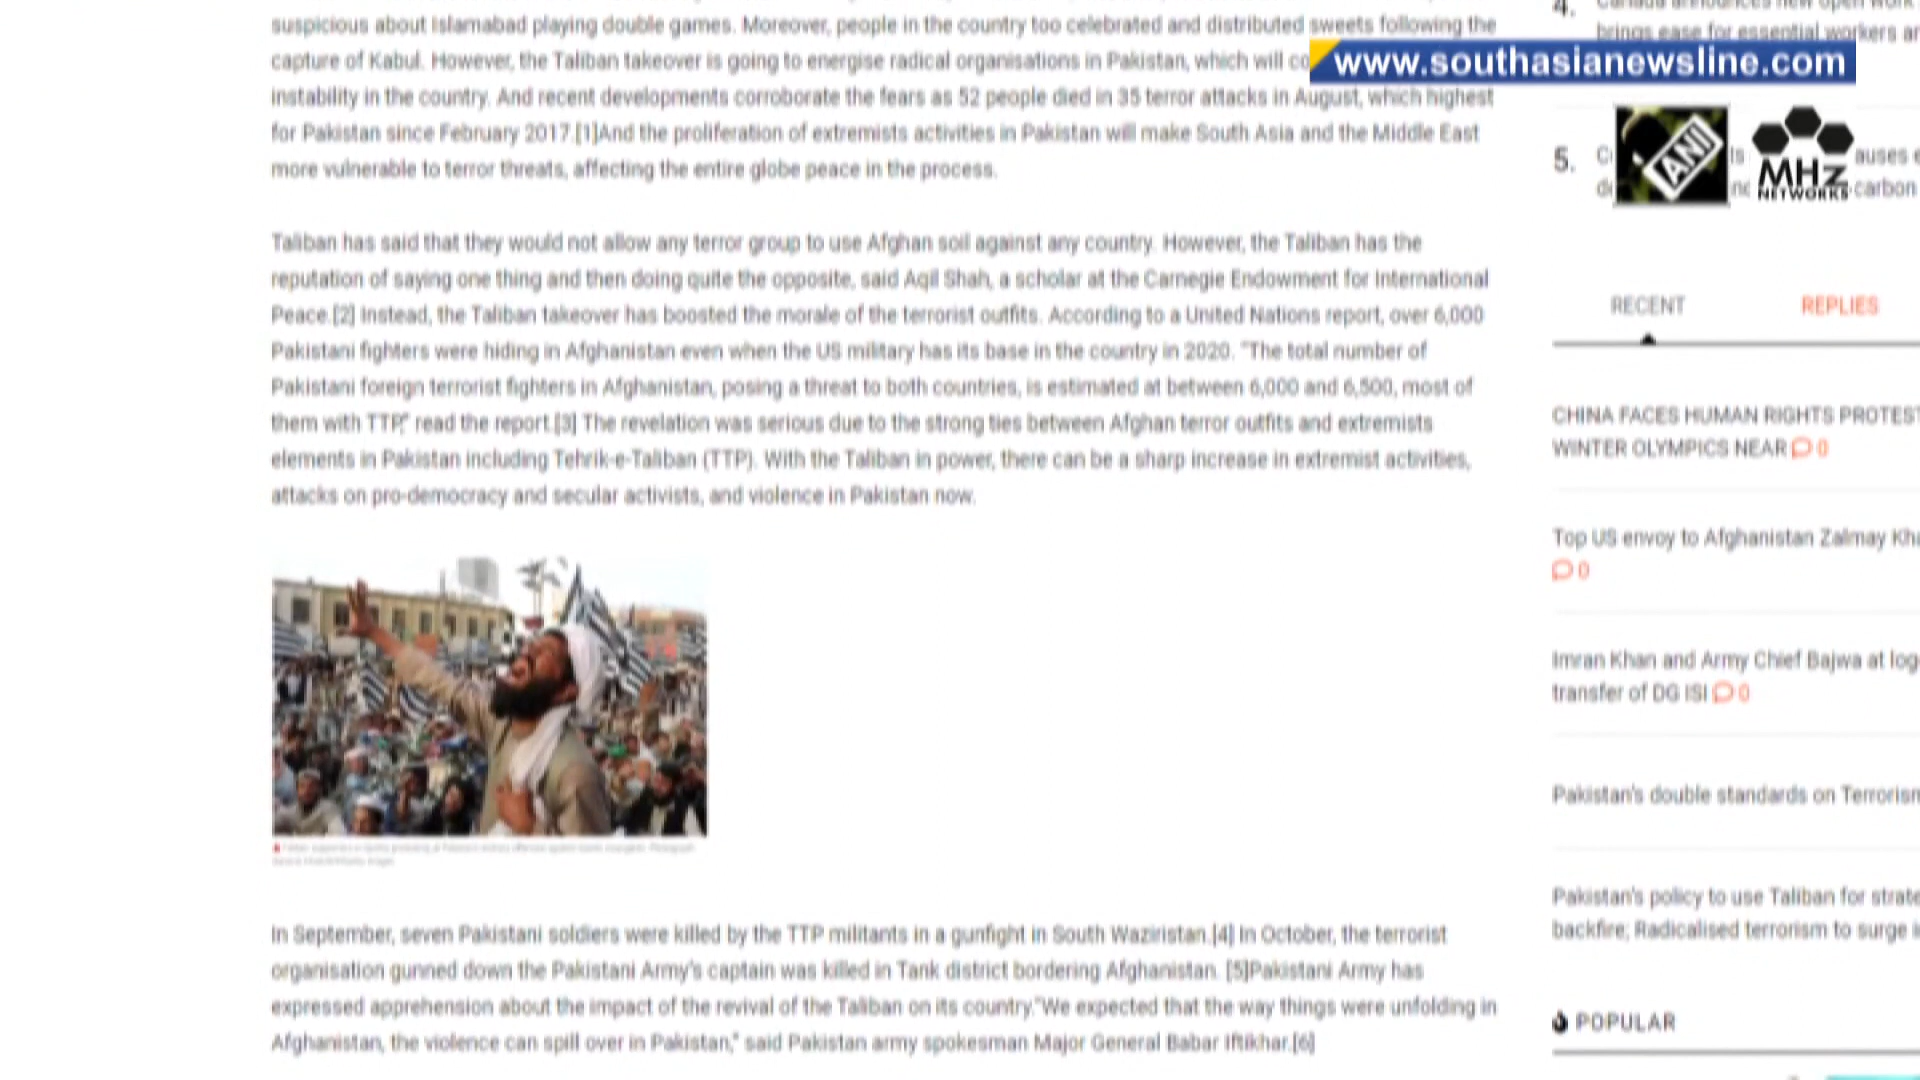 suspicious about Islamabad playing double games. Moreover, people in the country too celebrated and distributed sweets following the
capture of Kabul. However, the Taliban takeover is going to energise radical organisations in Pakistan, which will
instability in the country. And recent developments corroborate the fears as 52 people died in 35 terror attacks in August, which highest
for Pakistan since February 2017.[1]And the proliferation of extremists activities in Pakistan will make South Asia and the Middle East
more vulnerable to terror threats, affecting the entire globe peace in the process.
Taliban has said that they would not allow any terror group to use Afghan soil against any country. However, the Taliban has the
reputation of saying one thing and then doing quite the opposite, said Aqil Shah, a scholar at the Carnegie Endowment for International
Peace.[2] Instead, the Taliban takeover has boosted the morale of the terrorist outfits. According to a United Nations report, over 6,000
Pakistani fighters were hiding in Afghanistan even when the US military has its base in the country in 2020. "The total number of
Pakistani foreign terrorist fighters in Afghanistan, posing a threat to both countries, is estimated at between 6,000 and 6,500, most of
them with TTP," read the report.[3] The revelation was serious due to the strong ties between Afghan terror outfits and extremists
elements in Pakistan including Tehrik-e-Taliban (TTP). With the Taliban in power, there can be a sharp increase in extremist activities,
attacks on pro-democracy and secular activists, and violence in Pakistan now.
In September, seven Pakistani soldiers were killed by the TTP militants in a gunfight in South Waziristan.[4] In October, the terrorist
organisation gunned down the Pakistani Army's captain was killed in Tank district bordering Afghanistan. [5]Pakistani Army has
expressed apprehension about the impact of the revival of the Taliban on its country."We expected that the way things were unfolding in
Afghanistan, the violence can spill over in Pakistan," said Pakistan army spokesman Major General Babar Iftikhar.[6]
4.
brings ease for essential workers
www.southasianewsline.com
5.
carbon
ANI
MHz
NETWORKS
RECENT
REPLIES
CHINA FACES HUMAN RIGHTS PROTEST
WINTER OLYMPICS NEAR 0
Top US envoy to Afghanistan Zalmay
0
Imran Khan and Army Chief Bajwa at
transfer of DG ISI 0
Pakistan's double standards on Terrorism
Pakistan's policy to use Taliban for
backfire; Radicalised terrorism to surge
POPULAR